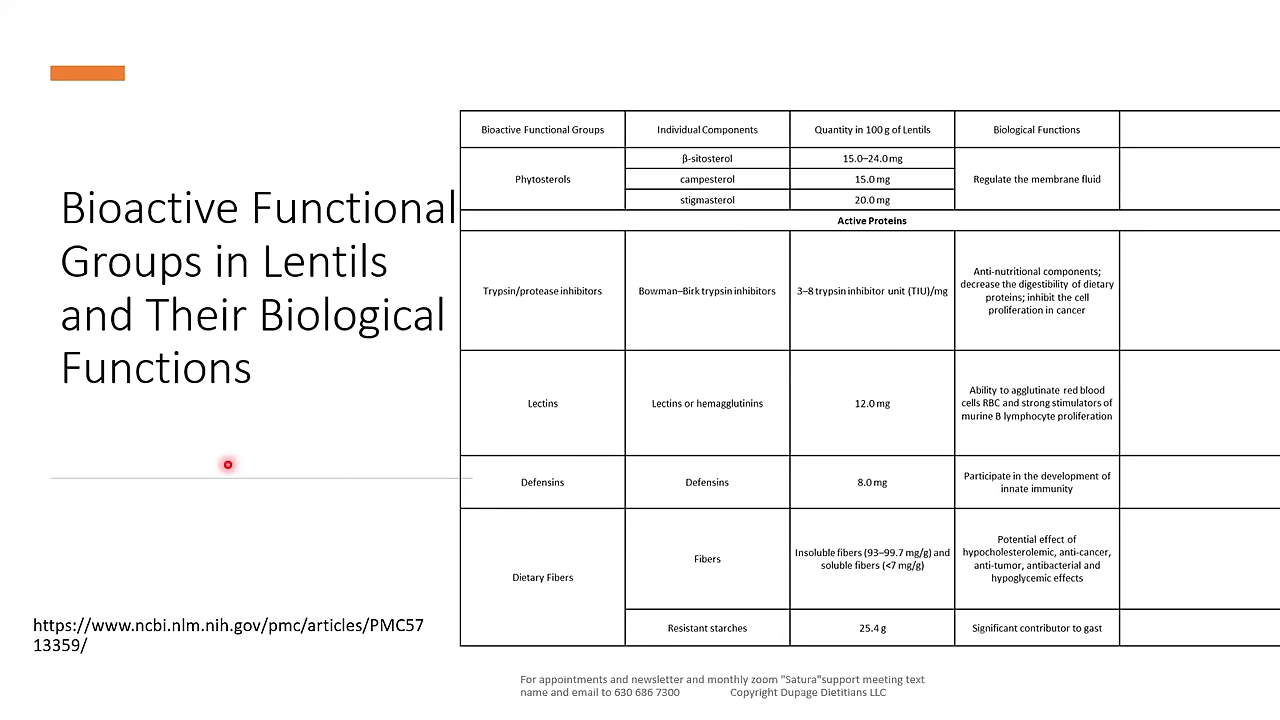 Bioactive Functional
Groups in Lentils
and Their Biological
Functions
https://www.ncbi.nlm.nih.gov/pmc/articles/PMC57
13359/
Bioactive Functional Groups
Individual Components
Quantity in 100 g of Lentils
Biological Functions
Phytosterols
β-sitosterol
15.0–24.0 mg
campesterol
15.0 mg
stigmasterol
20.0 mg
Regulate the membrane fluid
Active Proteins
Trypsin/protease inhibitors
Bowman–Birk trypsin inhibitors
3–8 trypsin inhibitor unit (TIU)/mg
Anti-nutritional components;
decrease the digestibility of dietary
proteins; inhibit the cell
proliferation in cancer
Lectins
Lectins or hemagglutinins
12.0 mg
Ability to agglutinate red blood
cells RBC and strong stimulators of
murine B lymphocyte proliferation
Defensins
Defensins
8.0 mg
Participate in the development of
innate immunity
Dietary Fibers
Fibers
Insoluble fibers (93–99.7 mg/g) and
soluble fibers (<7 mg/g)
Potential effect of
hypocholesterolemic, anti-cancer,
anti-tumor, antibacterial and
hypoglycemic effects
Resistant starches
25.4 g
Significant contributor to gast
For appointments and newsletter and monthly zoom "Satura"support meeting text
name and email to 630 686 7300 Copyright Dupage Dietitians LLC